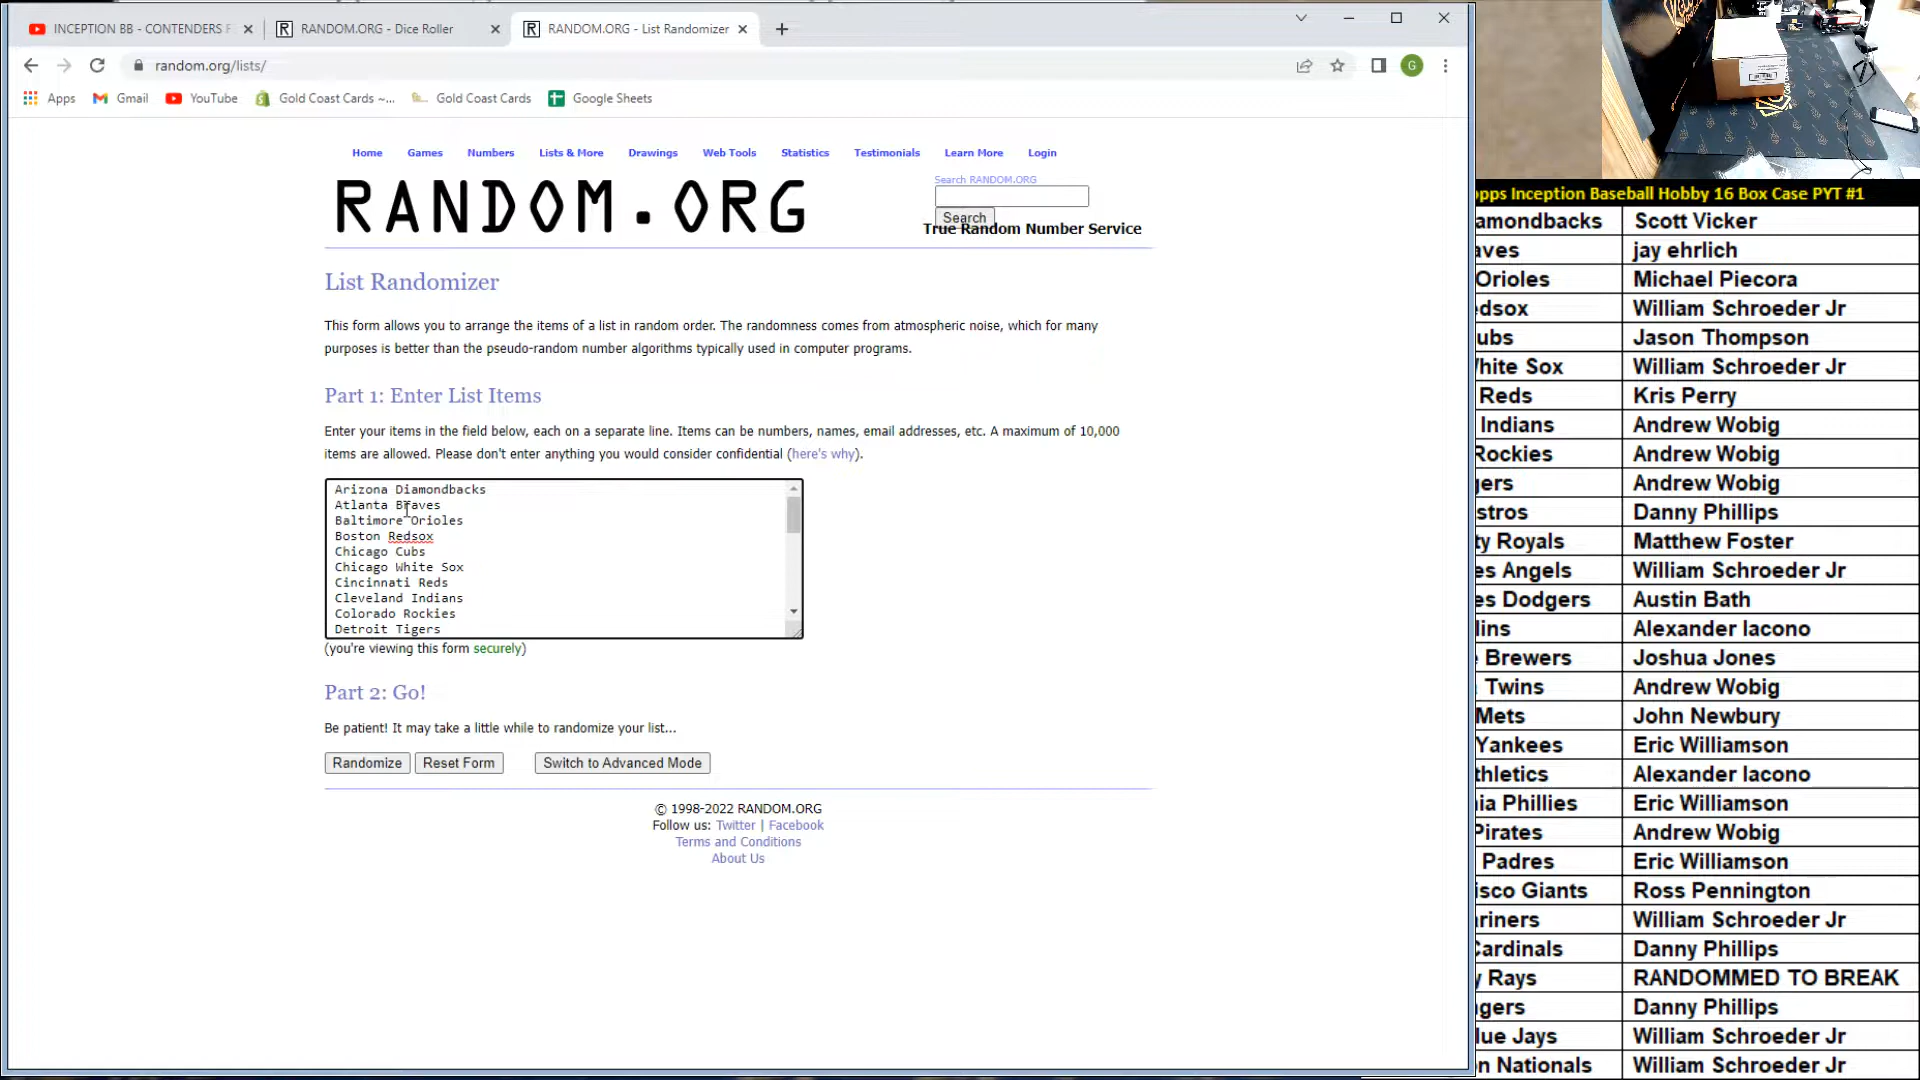 INCEPTION BB - CONTENDERS F
RANDOM.ORG - Dice Roller
RANDOM.ORG - List Randomizer
random.org/lists/
G
Apps
Gmail
YouTube
Gold Coast Cards ~...
Gold Coast Cards
Google Sheets
Home
Games
Numbers
Lists & More
Drawings
Web Tools
Statistics
Testimonials
Learn More
Login
RANDOM.ORG
Search RANDOM.ORG
Search
True Random Number Service
List Randomizer
This form allows you to arrange the items of a list in random order. The randomness comes from atmospheric noise, which for many
purposes is better than the pseudo-random number algorithms typically used in computer programs.
Part 1: Enter List Items
Enter your items in the field below, each on a separate line. Items can be numbers, names, email addresses, etc. A maximum of 10,000
items are allowed. Please don't enter anything you would consider confidential (here's why).
Arizona Diamondbacks
Atlanta Braves
Baltimore Orioles
Boston Redsox
Chicago Cubs
Chicago White Sox
Cincinnati Reds
Cleveland Indians
Colorado Rockies
Detroit Tigers
(you're viewing this form securely)
Part 2: Go!
Be patient! It may take a little while to randomize your list...
Randomize
Reset Form
Switch to Advanced Mode
© 1998-2022 RANDOM.ORG
Follow us: Twitter | Facebook
Terms and Conditions
About Us
opps Inception Baseball Hobby 16 Box Case PYT #1
amondbacks Scott Vicker
aves jay ehrlich
Orioles Michael Piecora
edsox William Schroeder Jr
ubs Jason Thompson
hite Sox William Schroeder Jr
Reds Kris Perry
Indians Andrew Wobig
Rockies Andrew Wobig
gers Andrew Wobig
stros Danny Phillips
ty Royals Matthew Foster
es Angels William Schroeder Jr
es Dodgers Austin Bath
lins Alexander Iacono
e Brewers Joshua Jones
Twins Andrew Wobig
Mets John Newbury
Yankees Eric Williamson
thletics Alexander Iacono
ia Phillies Eric Williamson
Pirates Andrew Wobig
Padres Eric Williamson
isco Giants Ross Pennington
ariners William Schroeder Jr
Cardinals Danny Phillips
y Rays RANDOMMED TO BREAK
ngers Danny Phillips
lue Jays William Schroeder Jr
n Nationals William Schroeder Jr